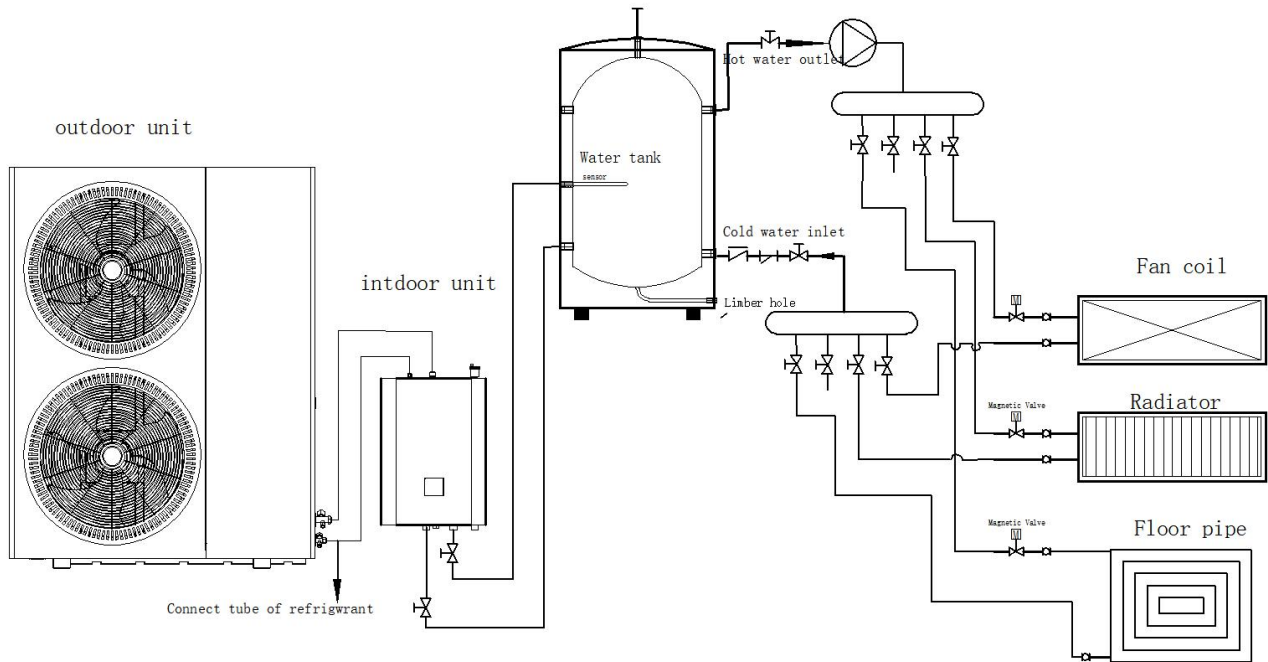 Hot water outlet
outdoor unit
Water tank
sensor
Cold water inlet
Fan coil
intdoor unit
Limber hole
M
Radiator
Magnetic Valve
M
Magnetic Valve
Floor pipe
M
Connect tube of refrigwrant